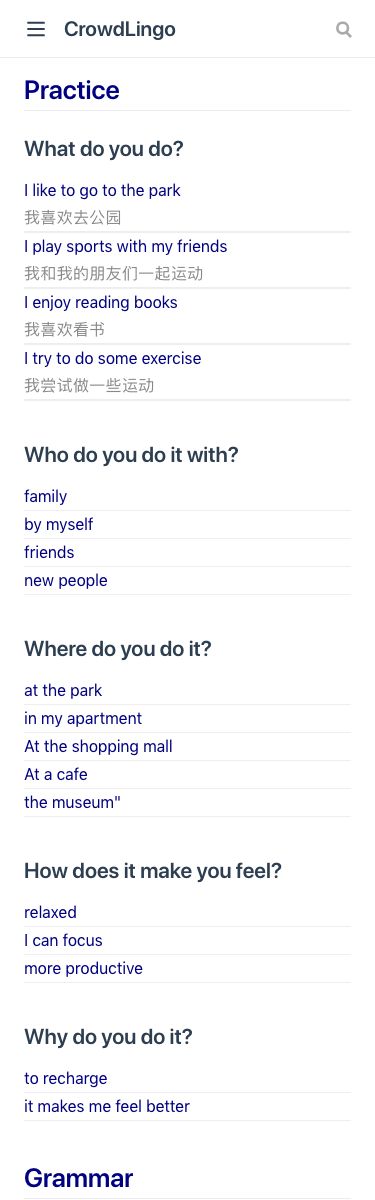 CrowdLingo
Practice
What do you do?
I like to go to the park
我喜欢去公园
I play sports with my friends
我和我的朋友们一起运动
I enjoy reading books
我喜欢看书
I try to do some exercise
我尝试做一些运动
Who do you do it with?
family
by myself
friends
new people
Where do you do it?
at the park
in my apartment
At the shopping mall
At a cafe
the museum"
How does it make you feel?
relaxed
I can focus
more productive
Why do you do it?
to recharge
it makes me feel better
Grammar